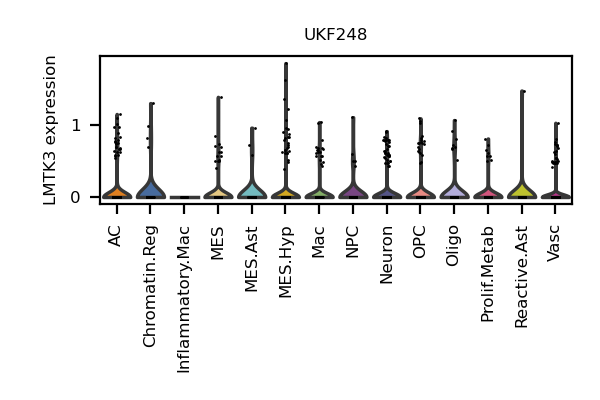 UKF248
LMTK3 expression
1
0
AC
Chromatin.Reg
Inflammatory.Mac
MES
MES.Ast
MES.Hyp
Mac
NPC
Neuron
OPC
Oligo
Prolif.Metab
Reactive.Ast
Vasc